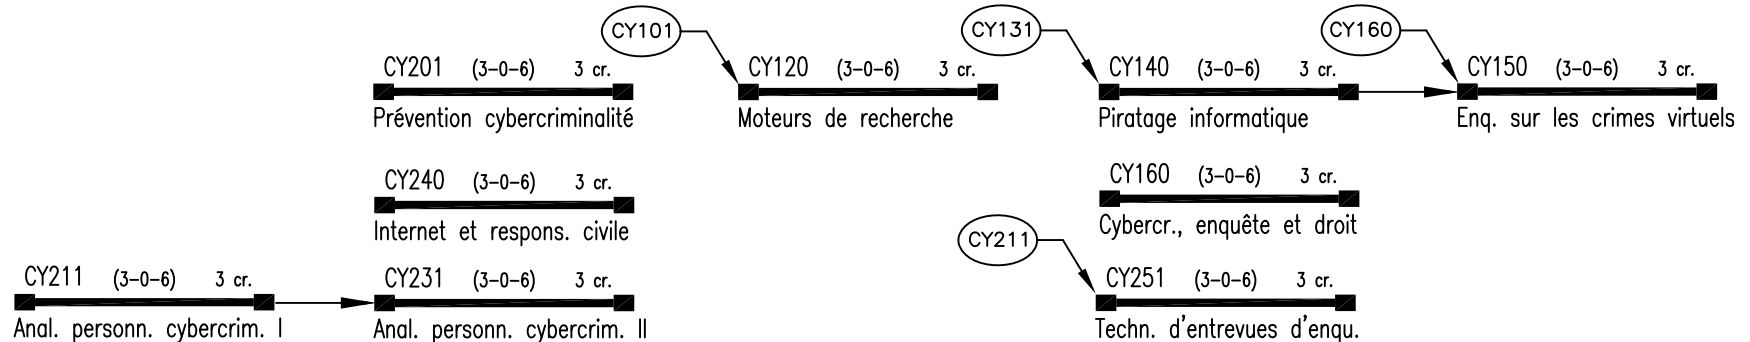 CY101
CY131
CY160
CY201 (3-0-6) 3 cr.
Prévention cybercriminalité
CY120 (3-0-6) 3 cr.
Moteurs de recherche
CY140 (3-0-6) 3 cr.
Piratage informatique
CY150 (3-0-6) 3 cr.
Enq. sur les crimes virtuels
CY240 (3-0-6) 3 cr.
Internet et respons. civile
CY160 (3-0-6) 3 cr.
Cybercr., enquête et droit
CY211
CY211 (3-0-6) 3 cr.
Anal. personn. cybercrim. I
CY231 (3-0-6) 3 cr.
Anal. personn. cybercrim. II
CY251 (3-0-6) 3 cr.
Techn. d'entrevues d'enqu.